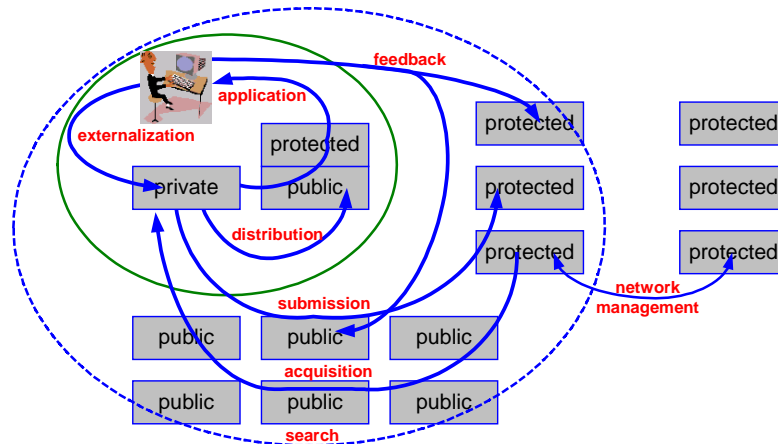 feedback
application
externalization
protected
protected
protected
private
public
protected
protected
distribution
protected
protected
network
management
submission
public
public
public
acquisition
public
public
public
search